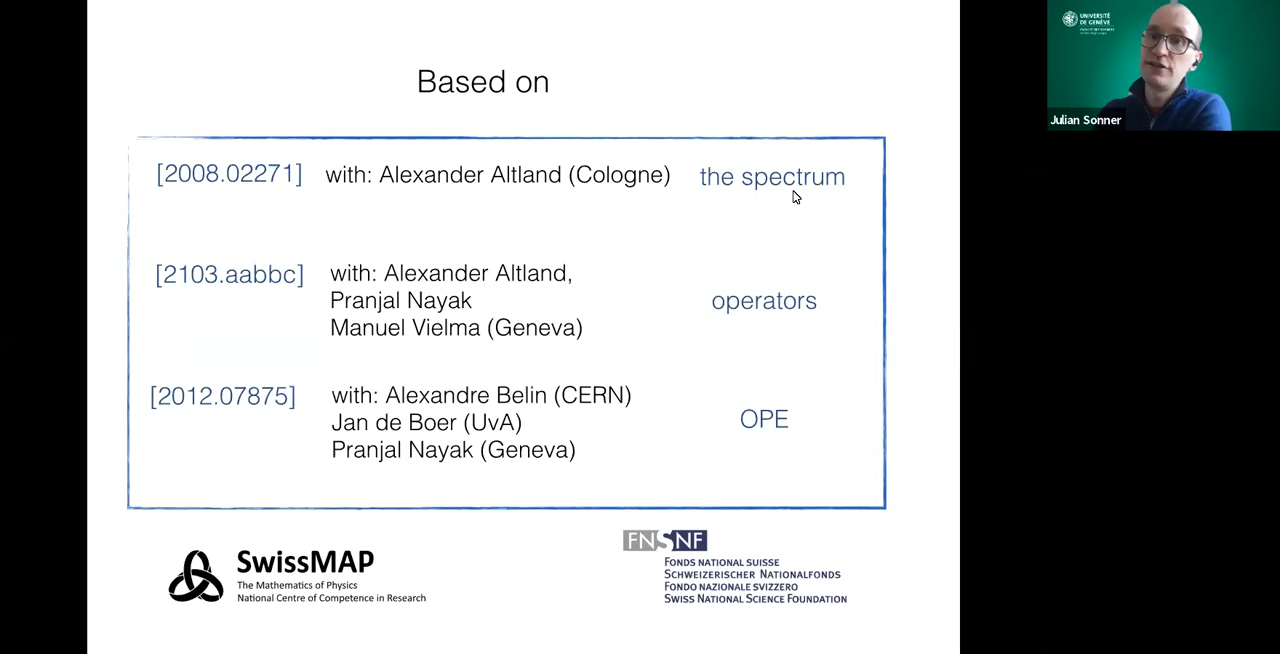 Based on
[2008.02271] with: Alexander Altland (Cologne) the spectrum
[2103.aabbc] with: Alexander Altland,
Pranjal Nayak
Manuel Vielma (Geneva)
operators
[2012.07875] with: Alexandre Belin (CERN)
Jan de Boer (UvA)
Pranjal Nayak (Geneva)
OPE
SwissMAP
The Mathematics of Physics
National Centre of Competence in Research
FNSNF
FONDS NATIONAL SUISSE
SCHWEIZERISCHER NATIONALFONDS
FONDO NAZIONALE SVIZZERO
SWISS NATIONAL SCIENCE FOUNDATION
UNIVERSITÉ
DE GENÈVE
Julian Sonner